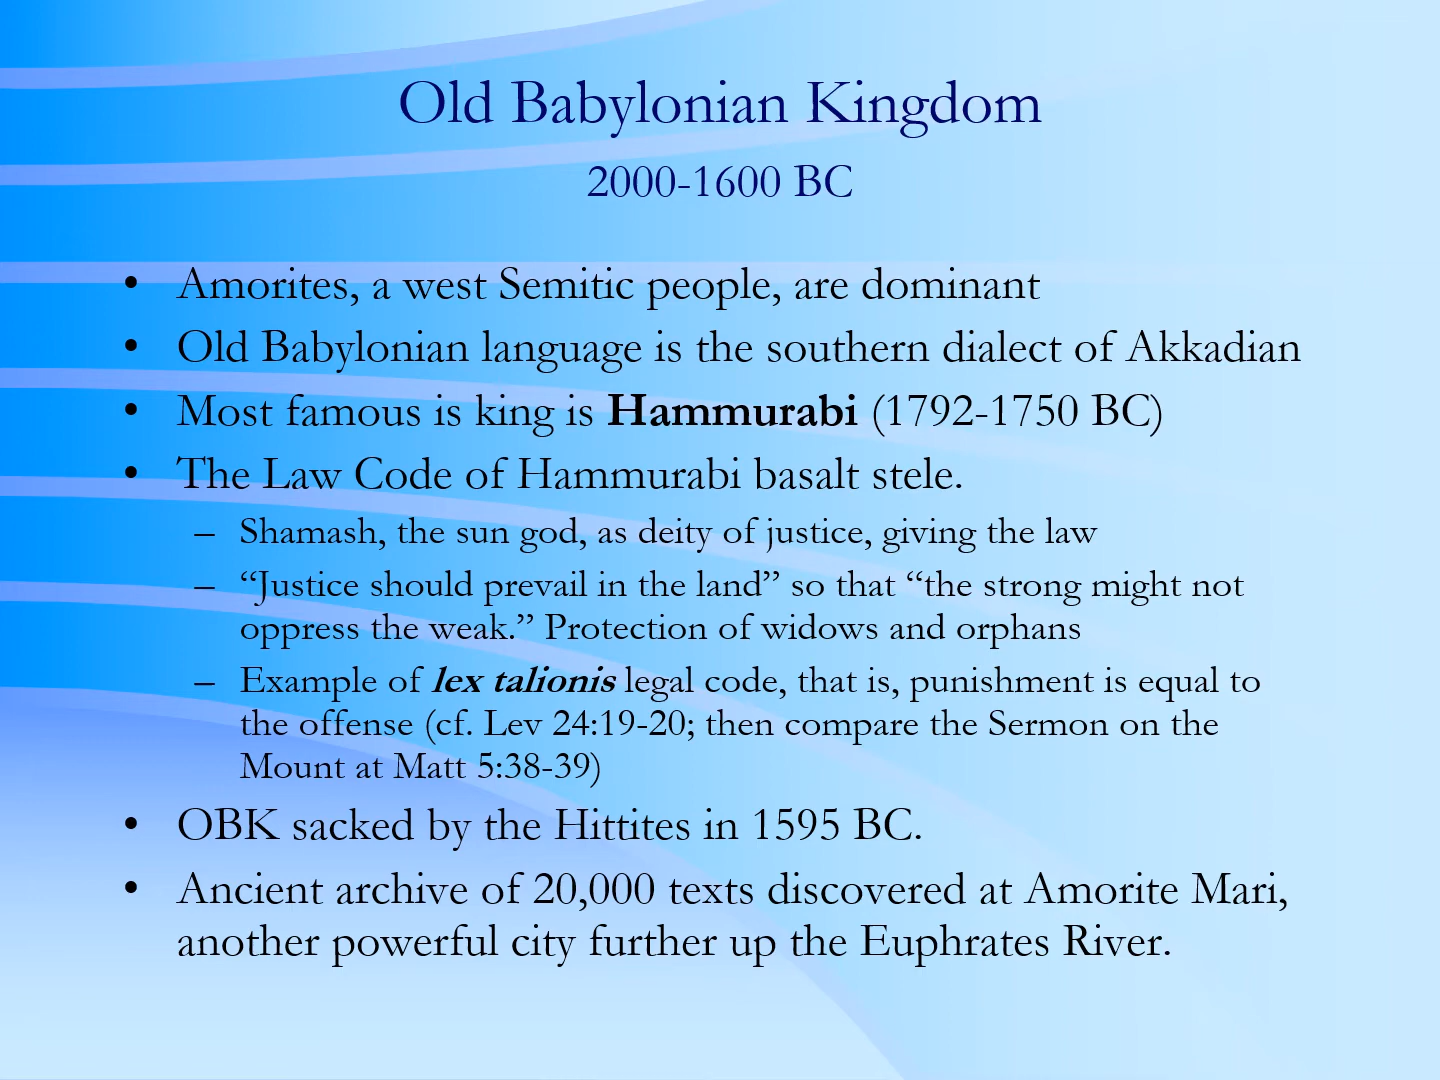 Old Babylonian Kingdom
2000-1600 BC
• Amorites, a west Semitic people, are dominant
• Old Babylonian language is the southern dialect of Akkadian
• Most famous is king is Hammurabi (1792-1750 BC)
• The Law Code of Hammurabi basalt stele.
– Shamash, the sun god, as deity of justice, giving the law
– “Justice should prevail in the land” so that “the strong might not
oppress the weak.” Protection of widows and orphans
– Example of lex talionis legal code, that is, punishment is equal to
the offense (cf. Lev 24:19-20; then compare the Sermon on the
Mount at Matt 5:38-39)
• OBK sacked by the Hittites in 1595 BC.
• Ancient archive of 20,000 texts discovered at Amorite Mari,
another powerful city further up the Euphrates River.